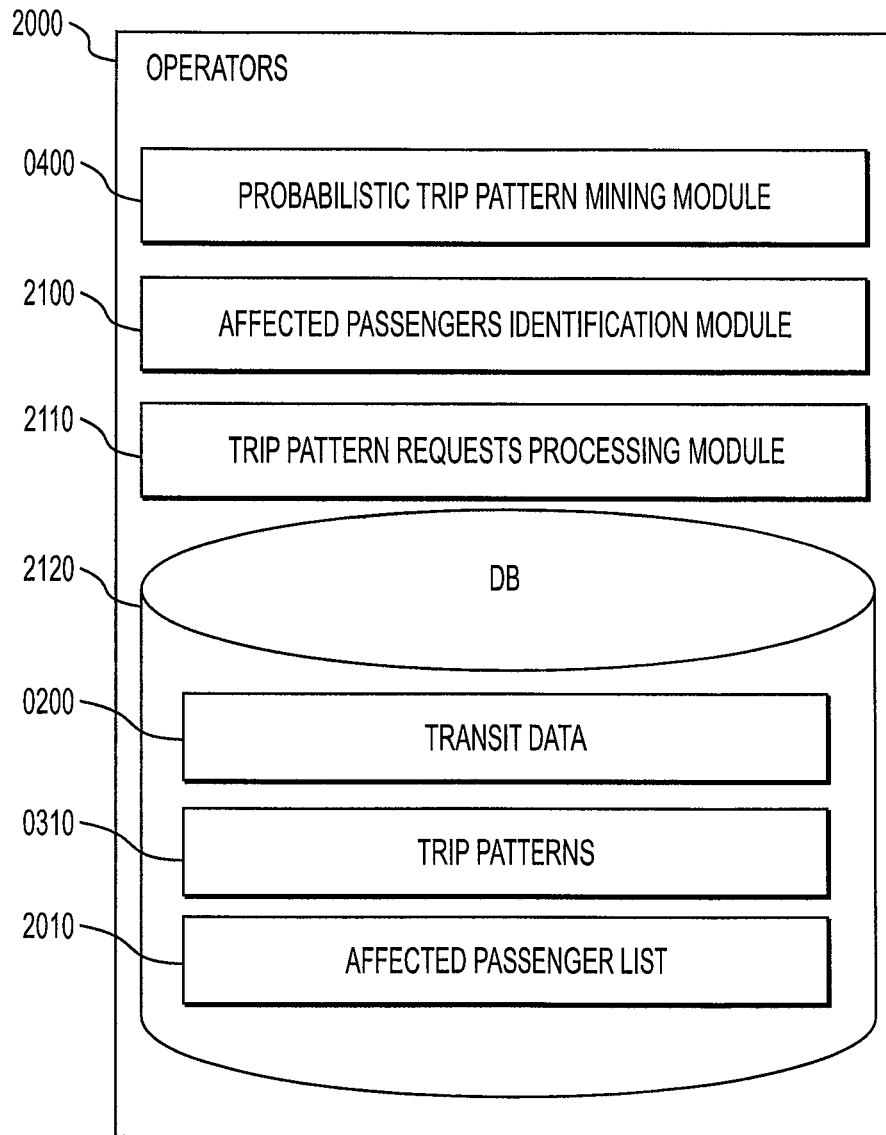 2000
OPERATORS
0400
PROBABILISTIC TRIP PATTERN MINING MODULE
2100
AFFECTED PASSENGERS IDENTIFICATION MODULE
2110
TRIP PATTERN REQUESTS PROCESSING MODULE
2120
DB
0200
TRANSIT DATA
0310
TRIP PATTERNS
2010
AFFECTED PASSENGER LIST